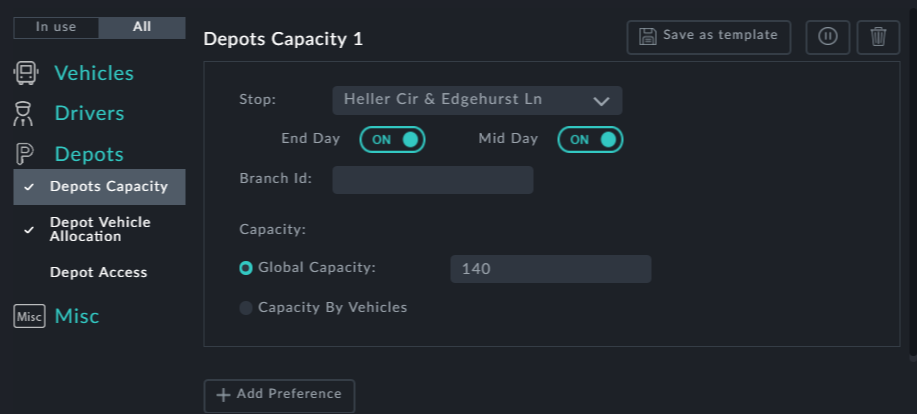 In use
All
Depots Capacity 1
Save as template
Vehicles
Drivers
Depots
Depots Capacity
Depot Vehicle
Allocation
Depot Access
Misc Misc
Stop: Heller Cir & Edgehurst Ln
End Day ON Mid Day ON
Branch Id:
Capacity:
Global Capacity: 140
Capacity By Vehicles
Add Preference